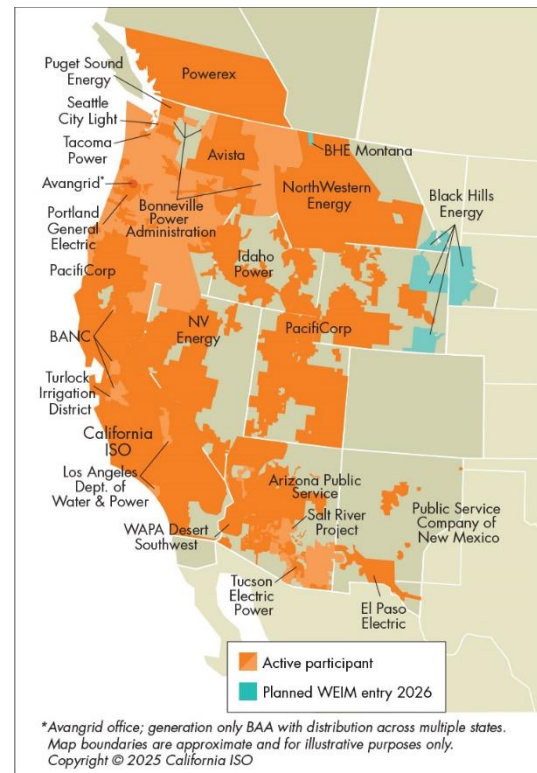 Puget Sound
Energy
Powerex
Seattle
City Light
Tacoma
Power
Avista
BHE Montana
Avangrid*
NorthWestern
Energy
Black Hills
Energy
Portland
General
Electric
Bonneville
Power
Administration
PacifiCorp
Idaho
Power
NV
Energy
PacifiCorp
BANC
Turlock
Irrigation
District
California
ISO
Los Angeles
Dept. of
Water & Power
Arizona Public
Service
Salt River
Project
Public Service
Company of
New Mexico
WAPA Desert
Southwest
Tucson
Electric
Power
El Paso
Electric
Active participant
Planned WEIM entry 2026
*Avangrid office; generation only BAA with distribution across multiple states.
Map boundaries are approximate and for illustrative purposes only.
Copyright © 2025 California ISO